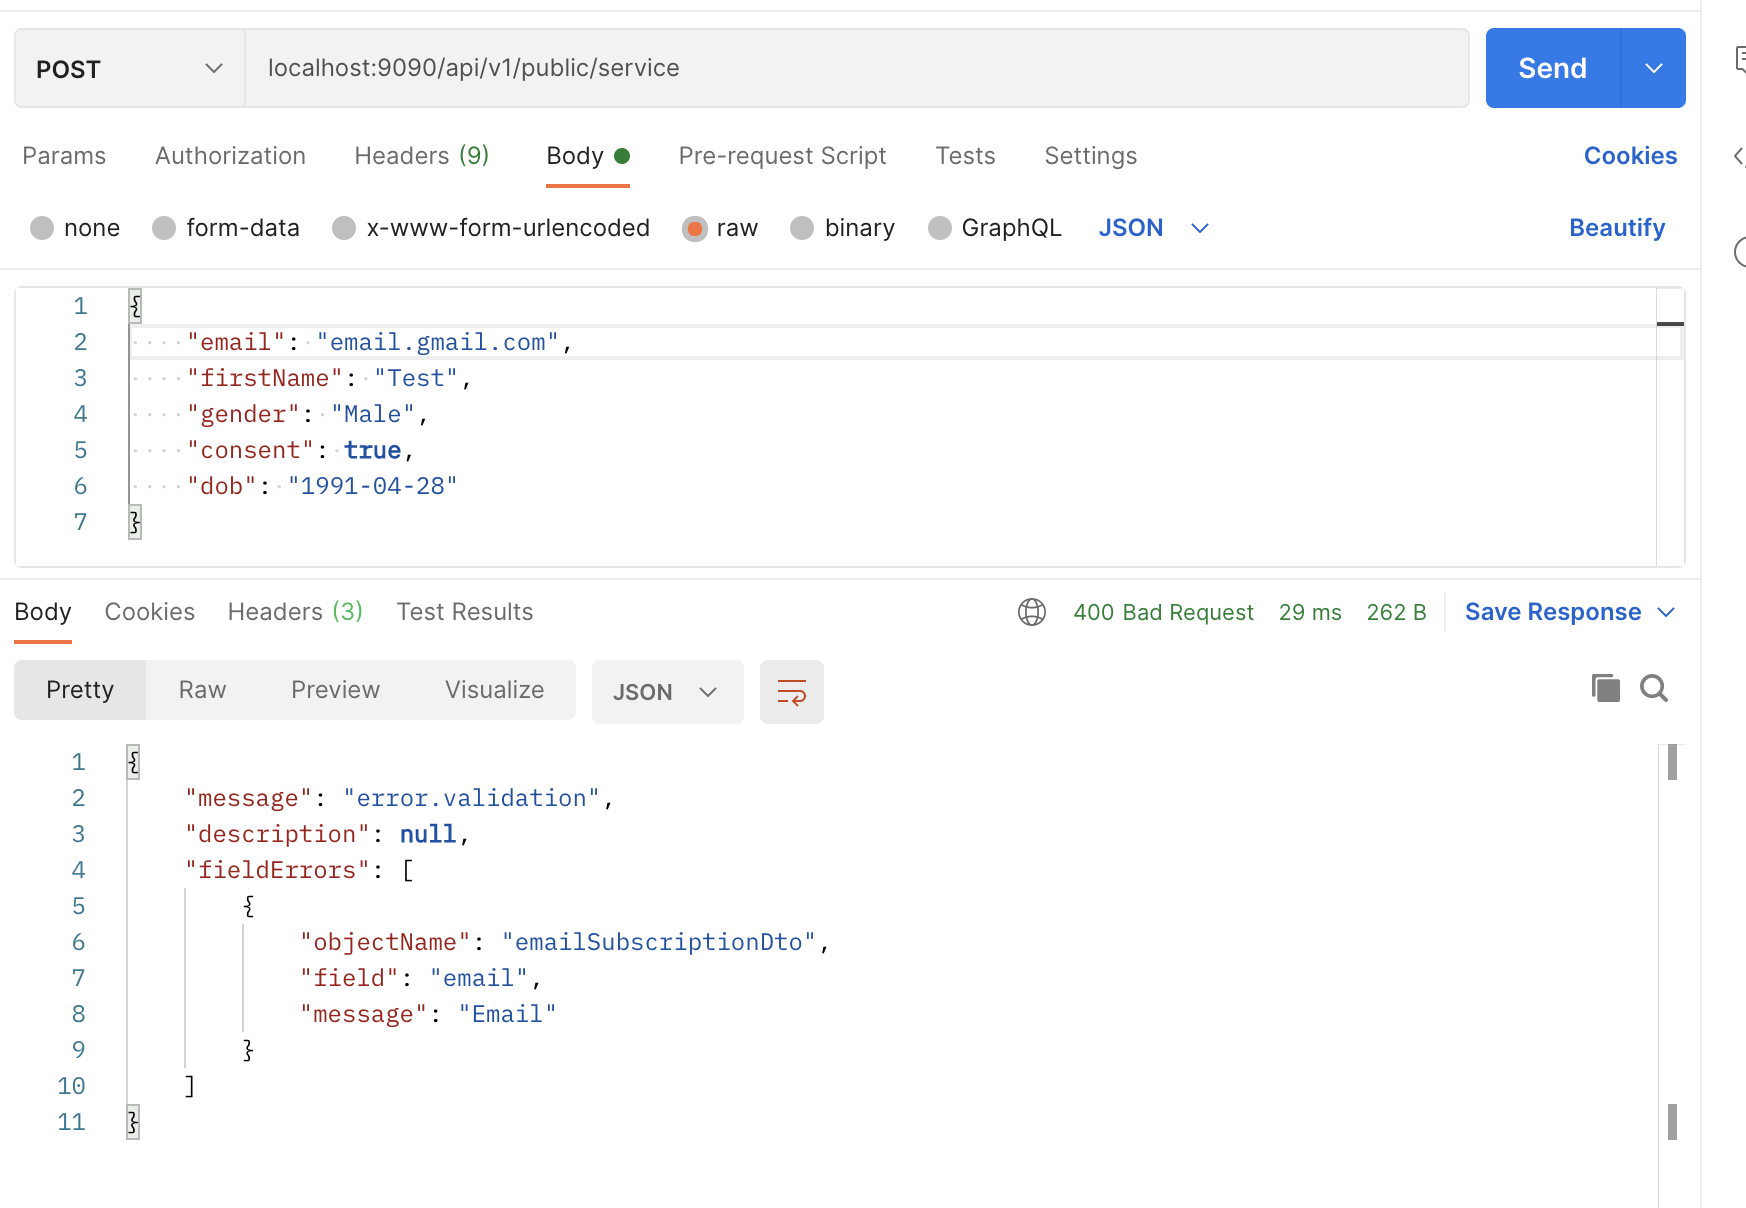 POST localhost:9090/api/v1/public/service Send
Params Authorization Headers (9) Body Pre-request Script Tests Settings Cookies
none form-data x-www-form-urlencoded raw binary GraphQL JSON Beautify
1 {
2 "email": "email.gmail.com",
3 "firstName": "Test",
4 "gender": "Male",
5 "consent": true,
6 "dob": "1991-04-28"
7 }
Body Cookies Headers (3) Test Results 400 Bad Request 29 ms 262 B Save Response
Pretty Raw Preview Visualize JSON
1 {
2 "message": "error.validation",
3 "description": null,
4 "fieldErrors": [
5 {
6 "objectName": "emailSubscriptionDto",
7 "field": "email",
8 "message": "Email"
9 }
10 ]
11 }